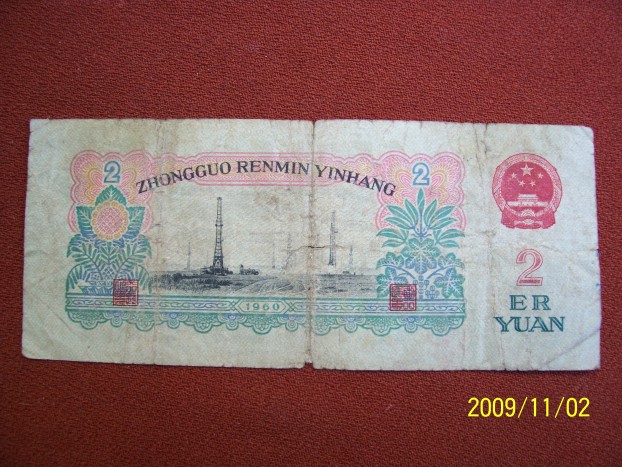 2
ZHONGGUO RENMIN YINHANG
2
1960
2
ER
YUAN
2009/11/02